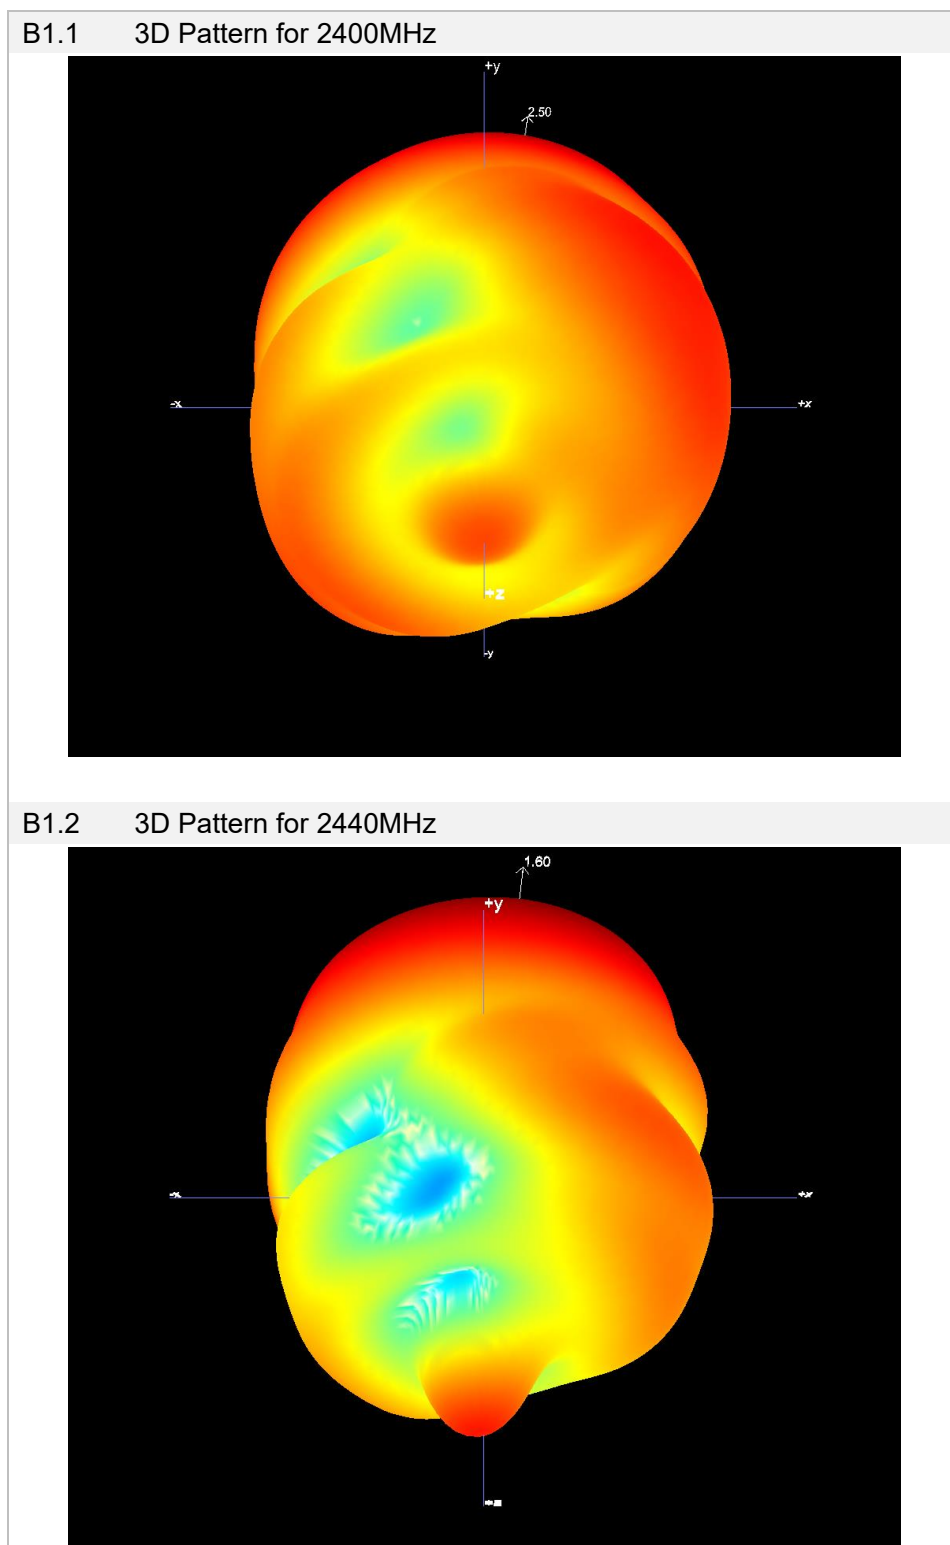 B1.1 3D Pattern for 2400MHz
+y
2.50
-x
+x
+z
-y
B1.2 3D Pattern for 2440MHz
1.60
+y
-x
+x